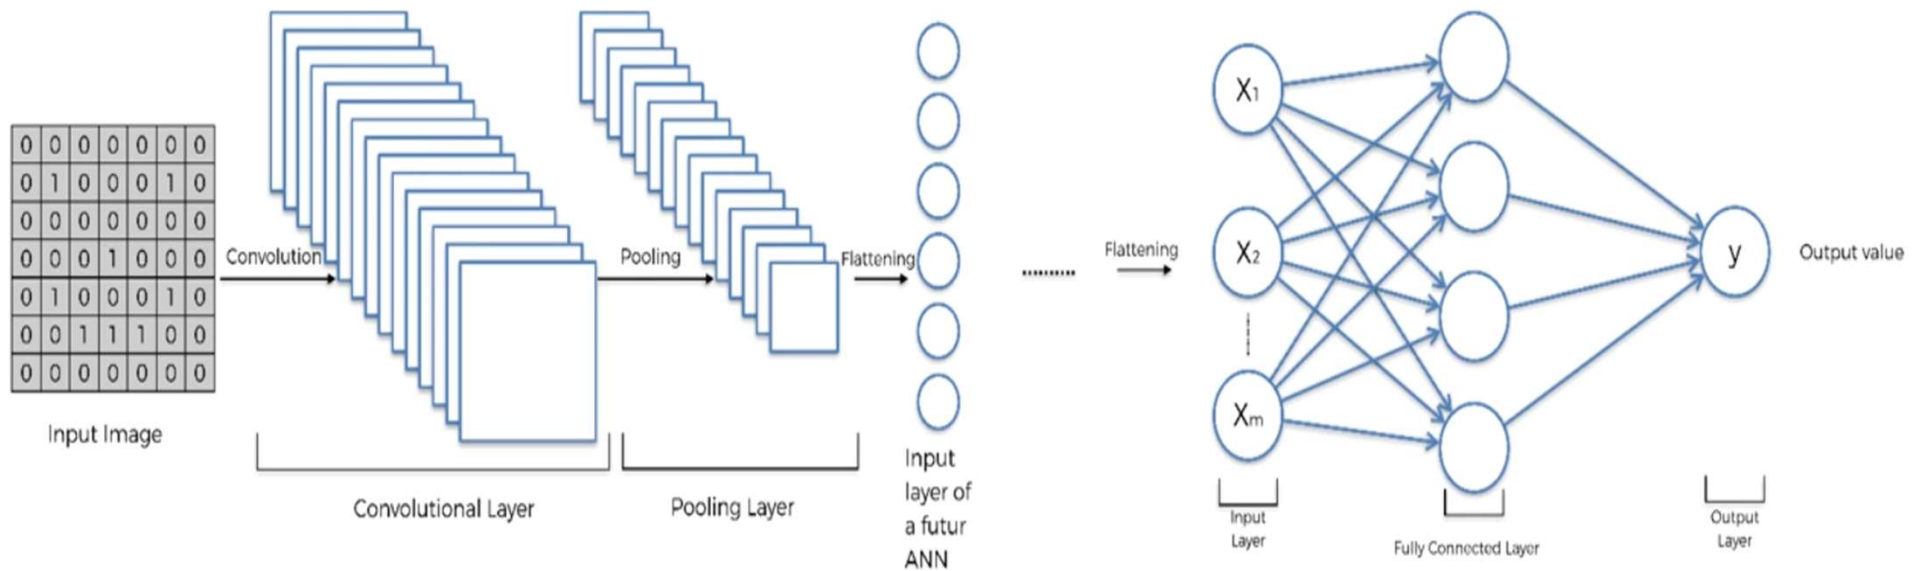 0 0 0 0 0 0 0
0 1 0 0 0 1 0
0 0 0 0 0 0 0
0 0 0 1 0 0 0
0 1 0 0 0 1 0
0 0 1 1 1 0 0
0 0 0 0 0 0 0
Input Image
Convolution
Convolutional Layer
Pooling
Pooling Layer
Flattening
Input
layer of
a futur
ANN
..........
Flattening
X1
X2
Xm
Input
Layer
Fully Connected Layer
y
Output
Layer
Output value